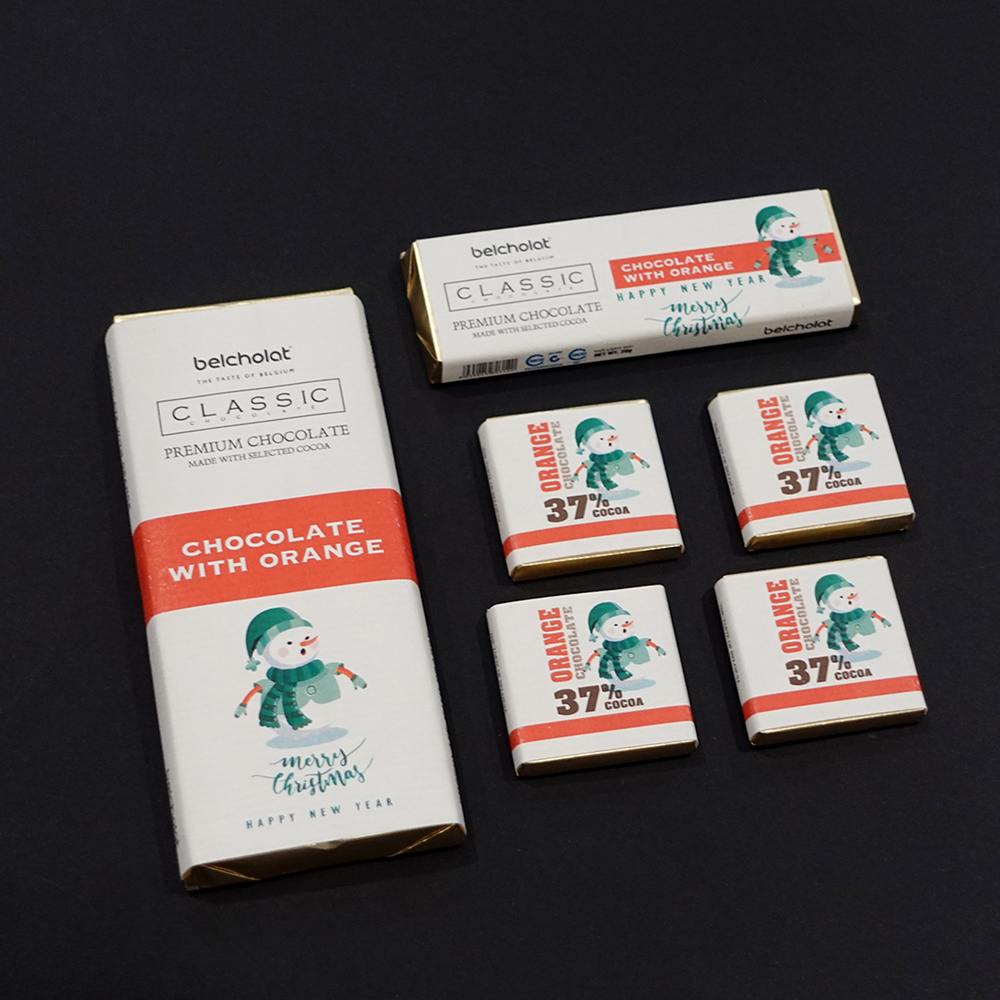 belcholat
THE TASTE OF BELGIUM
CLASSIC
CHOCOLATE
PREMIUM CHOCOLATE
MADE WITH SELECTED COCOA
CHOCOLATE
WITH ORANGE
merry
Christmas
HAPPY NEW YEAR
belcholat
THE TASTE OF BELGIUM
CLASSIC
CHOCOLATE
PREMIUM CHOCOLATE
MADE WITH SELECTED COCOA
CHOCOLATE
WITH ORANGE
HAPPY NEW YEAR
merry
Christmas
belcholat
ORANGE
CHOCOLATE
37%
COCOA
ORANGE
CHOCOLATE
37%
COCOA
ORANGE
CHOCOLATE
37%
COCOA
ORANGE
CHOCOLATE
37%
COCOA